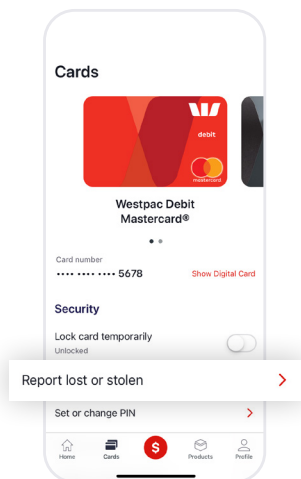 Cards
debit
mastercard
Westpac Debit
Mastercard®
Card number
•••• •••• •••• 5678 Show Digital Card
Security
Lock card temporarily
Unlocked
Report lost or stolen
Set or change PIN
$
Home Cards Products Profile